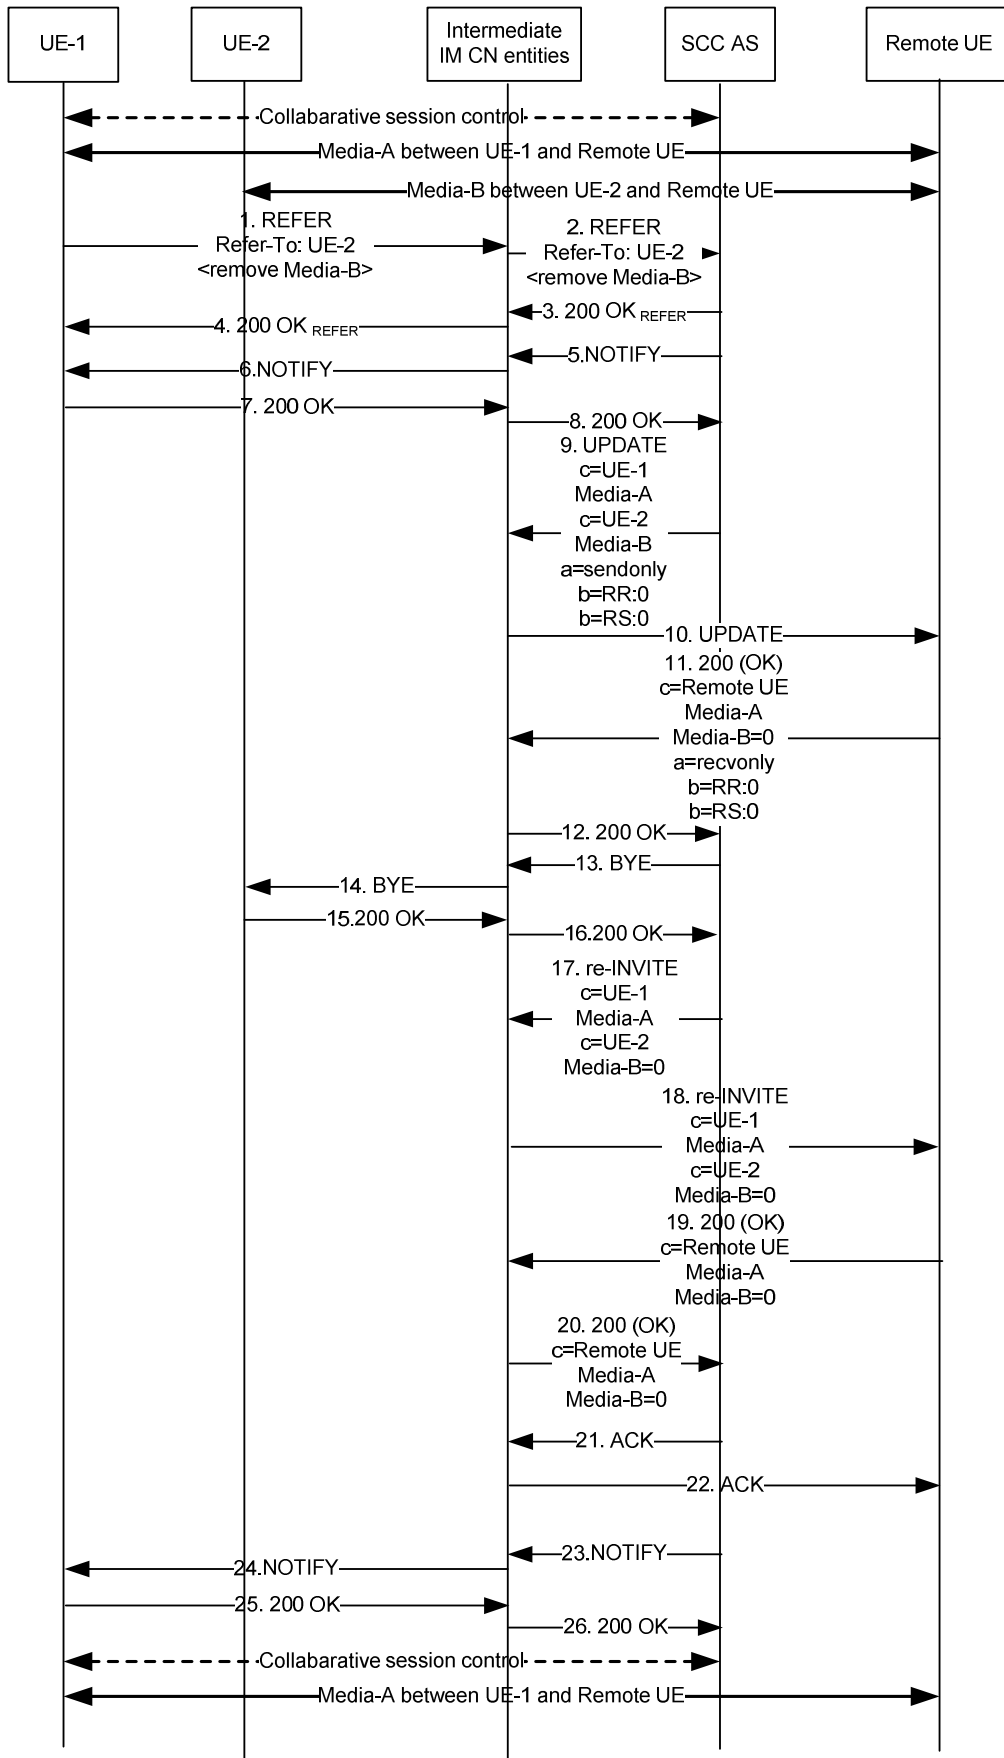 UE-1
UE-2
Intermediate
IM CN entities
SCC AS
Remote UE
Collabarative session control
Media-A between UE-1 and Remote UE
Media-B between UE-2 and Remote UE
1. REFER
Refer-To: UE-2
<remove Media-B>
2. REFER
Refer-To: UE-2
<remove Media-B>
3. 200 OK REFER
4. 200 OK REFER
5.NOTIFY
6.NOTIFY
7. 200 OK
8. 200 OK
9. UPDATE
c=UE-1
Media-A
c=UE-2
Media-B
a=sendonly
b=RR:0
b=RS:0
10. UPDATE
11. 200 (OK)
c=Remote UE
Media-A
Media-B=0
a=recvonly
b=RR:0
b=RS:0
12. 200 OK
13. BYE
14. BYE
15.200 OK
16.200 OK
17. re-INVITE
c=UE-1
Media-A
c=UE-2
Media-B=0
18. re-INVITE
c=UE-1
Media-A
c=UE-2
Media-B=0
19. 200 (OK)
c=Remote UE
Media-A
Media-B=0
20. 200 (OK)
c=Remote UE
Media-A
Media-B=0
21. ACK
22. ACK
23.NOTIFY
24.NOTIFY
25. 200 OK
26. 200 OK
Collabarative session control
Media-A between UE-1 and Remote UE